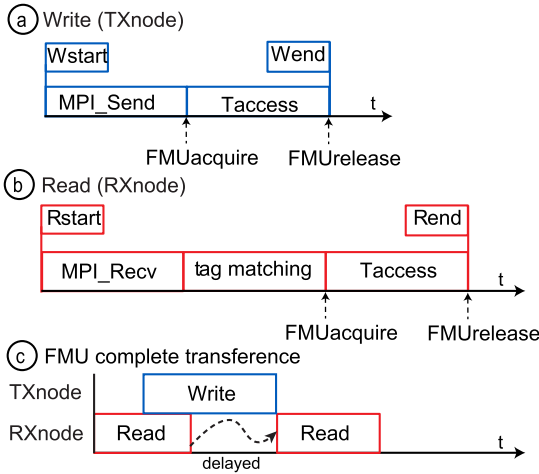 a Write (TXnode)
Wstart Wend
MPI_Send Taccess t
FMUacquire FMUrelease
b Read (RXnode)
Rstart Rend
MPI_Recv tag matching Taccess t
FMUacquire FMUrelease
c FMU complete transference
TXnode Write
RXnode Read Read t
delayed